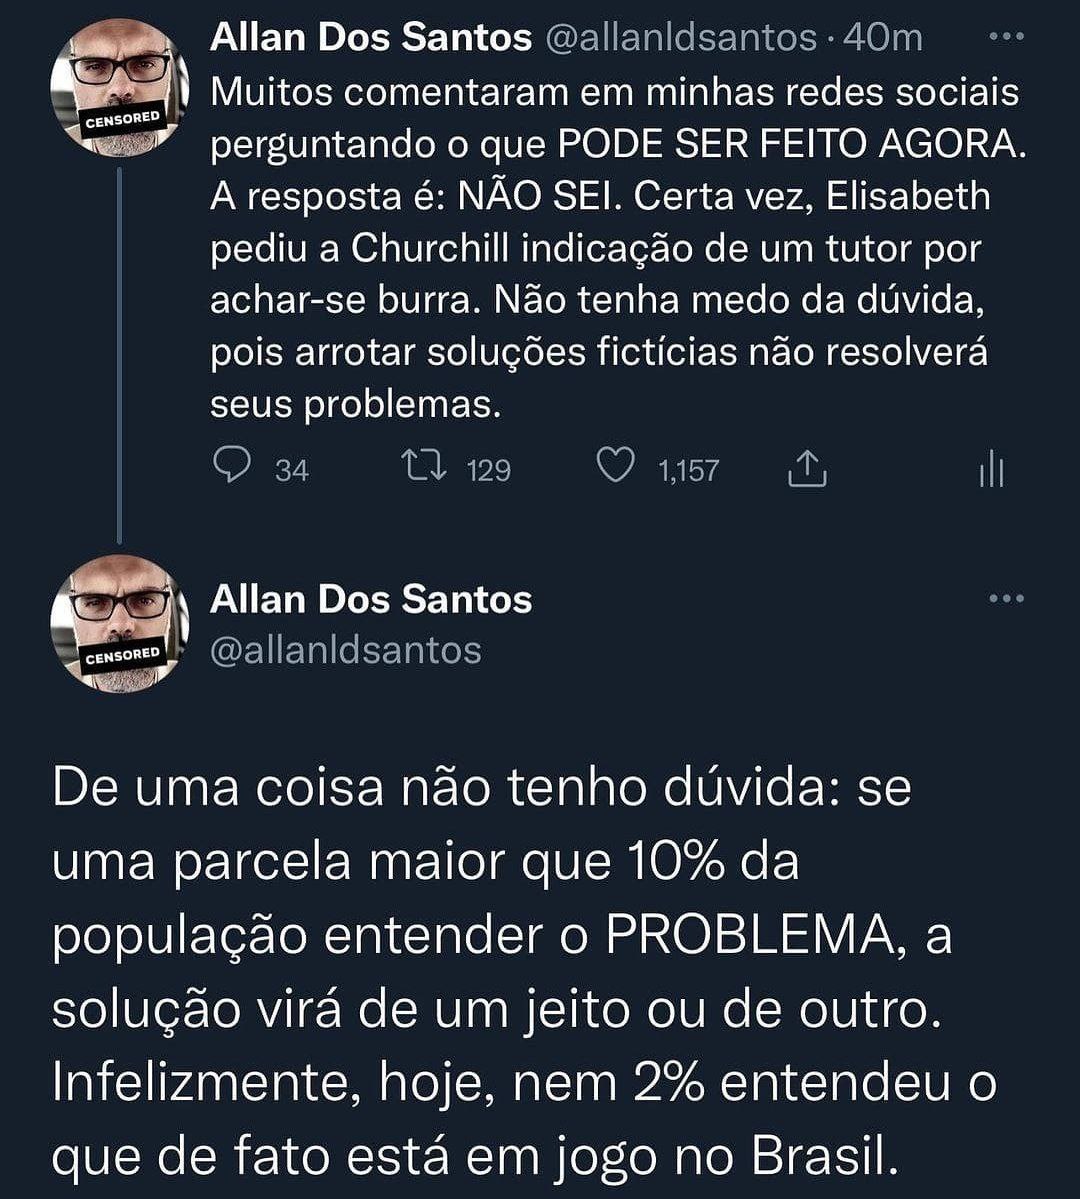 Allan Dos Santos @allanldsantos · 40m
CENSORED
Muitos comentaram em minhas redes sociais
perguntando o que PODE SER FEITO AGORA.
A resposta é: NÃO SEI. Certa vez, Elisabeth
pediu a Churchill indicação de um tutor por
achar-se burra. Não tenha medo da dúvida,
pois arrotar soluções fictícias não resolverá
seus problemas.
34 129 1,157
Allan Dos Santos
@allanldsantos
CENSORED
De uma coisa não tenho dúvida: se
uma parcela maior que 10% da
população entender o PROBLEMA, a
solução virá de um jeito ou de outro.
Infelizmente, hoje, nem 2% entendeu o
que de fato está em jogo no Brasil.